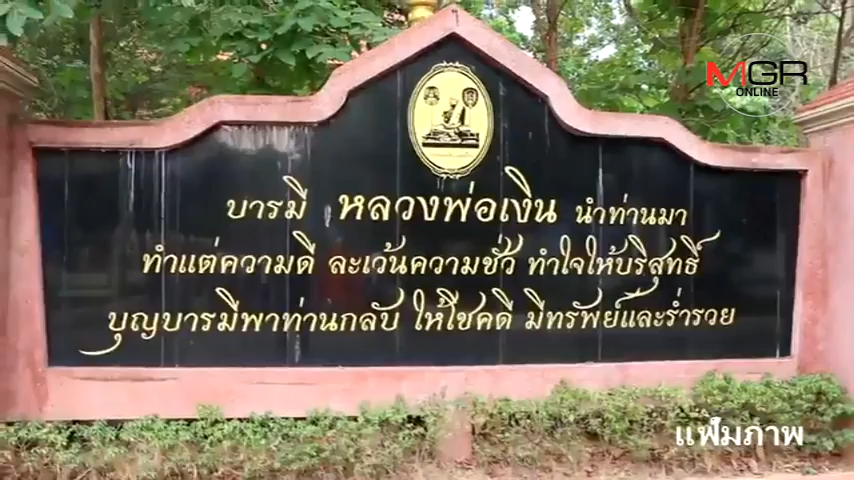 MGR
ONLINE
บารมี หลวงพ่อเงิน นำท่านมา
ทำแต่ความดี ละเว้นความชั่ว ทำใจให้บริสุทธิ์
บุญบารมีพาท่านกลับ ให้โชคดี มีทรัพย์และร่ำรวย
แฟ้มภาพ